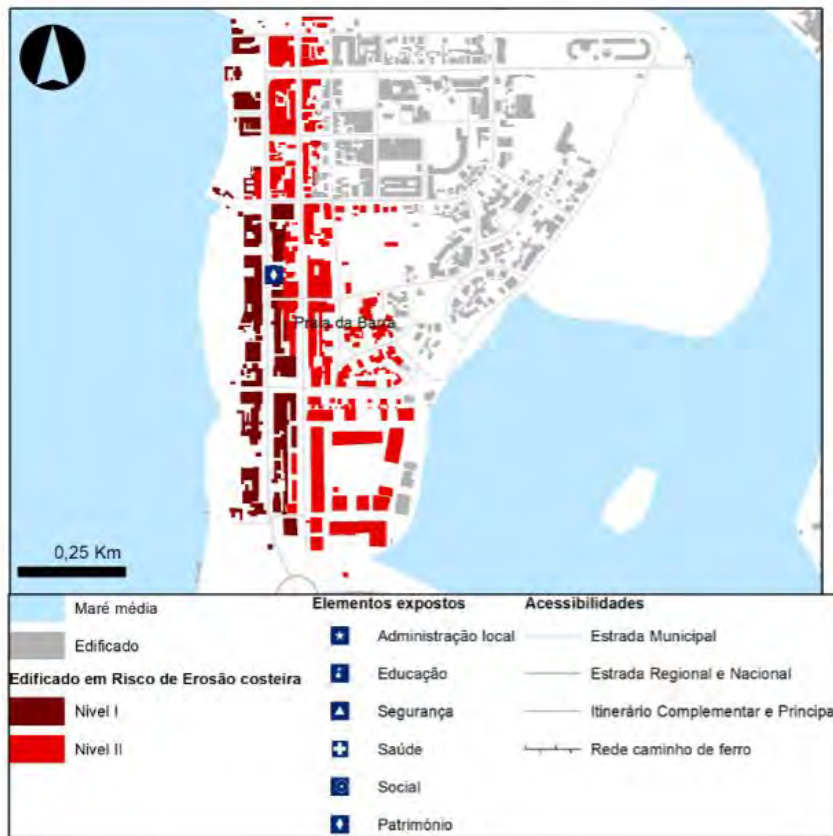 Praia da Barra
0,25 Km
Maré média
Edificado
Edificado em Risco de Erosão costeira
Nivel I
Nivel II
Elementos expostos
Administração local
Educação
Segurança
Saúde
Social
Património
Acessibilidades
Estrada Municipal
Estrada Regional e Nacional
Itinerário Complementar e Principa
Rede caminho de ferro